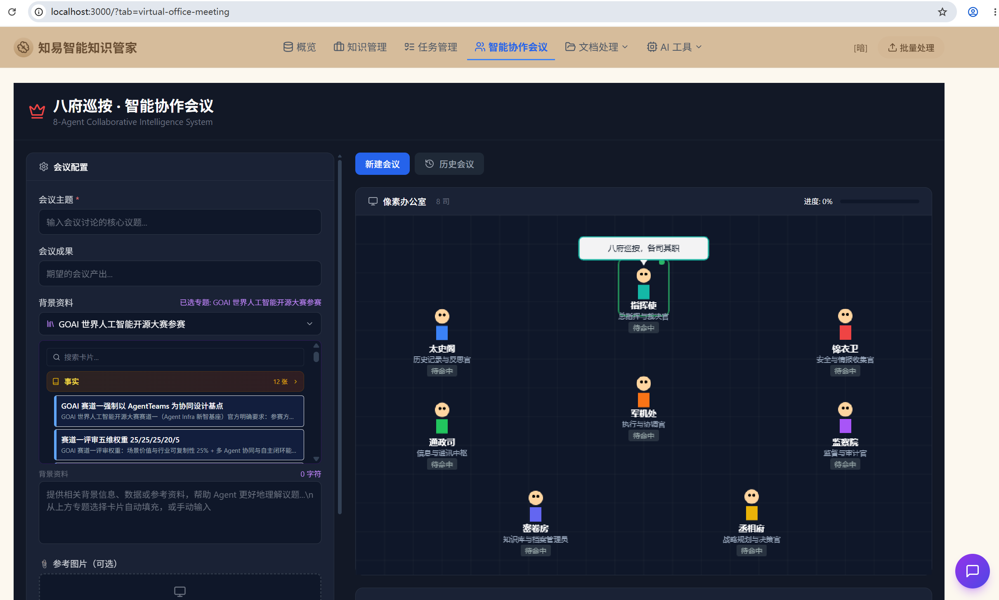 localhost:3000/?tab=virtual-office-meeting
知易智能知识管家
概览
知识管理
任务管理
智能协作会议
文档处理
AI 工具
[暗]
批量处理
八府巡按 · 智能协作会议
8-Agent Collaborative Intelligence System
会议配置
会议主题 *
输入会议讨论的核心议题...
会议成果
期望的会议产出...
背景资料
已选专题: GOAI 世界人工智能开源大赛参赛
GOAI 世界人工智能开源大赛参赛
搜索卡片...
事实
12 张
GOAI 赛道一强制以 AgentTeams 为协同设计基点
GOAI 世界人工智能开源大赛赛道一（Agent Infra 新智基座）官方明确要求：参赛方...
赛道一评审五维权重 25/25/25/20/5
GOAI 赛道一评审权重：场景价值与行业可复制性 25% + 多 Agent 协同与自主闭环能...
背景资料
0 字符
提供相关背景信息、数据或参考资料，帮助 Agent 更好地理解议题...\n
从上方专题选择卡片自动填充，或手动输入
参考图片（可选）
新建会议
历史会议
像素办公室
8 司
进度: 0%
八府巡按，各司其职
指挥使
总指挥与裁决官
待命中
太史阁
历史记录与反思官
待命中
锦衣卫
安全与情报收集官
待命中
军机处
执行与协调官
待命中
通政司
信息与通讯中枢
待命中
监察院
监督与审计官
待命中
密卷房
知识库与档案管理员
待命中
丞相府
战略规划与决策官
待命中